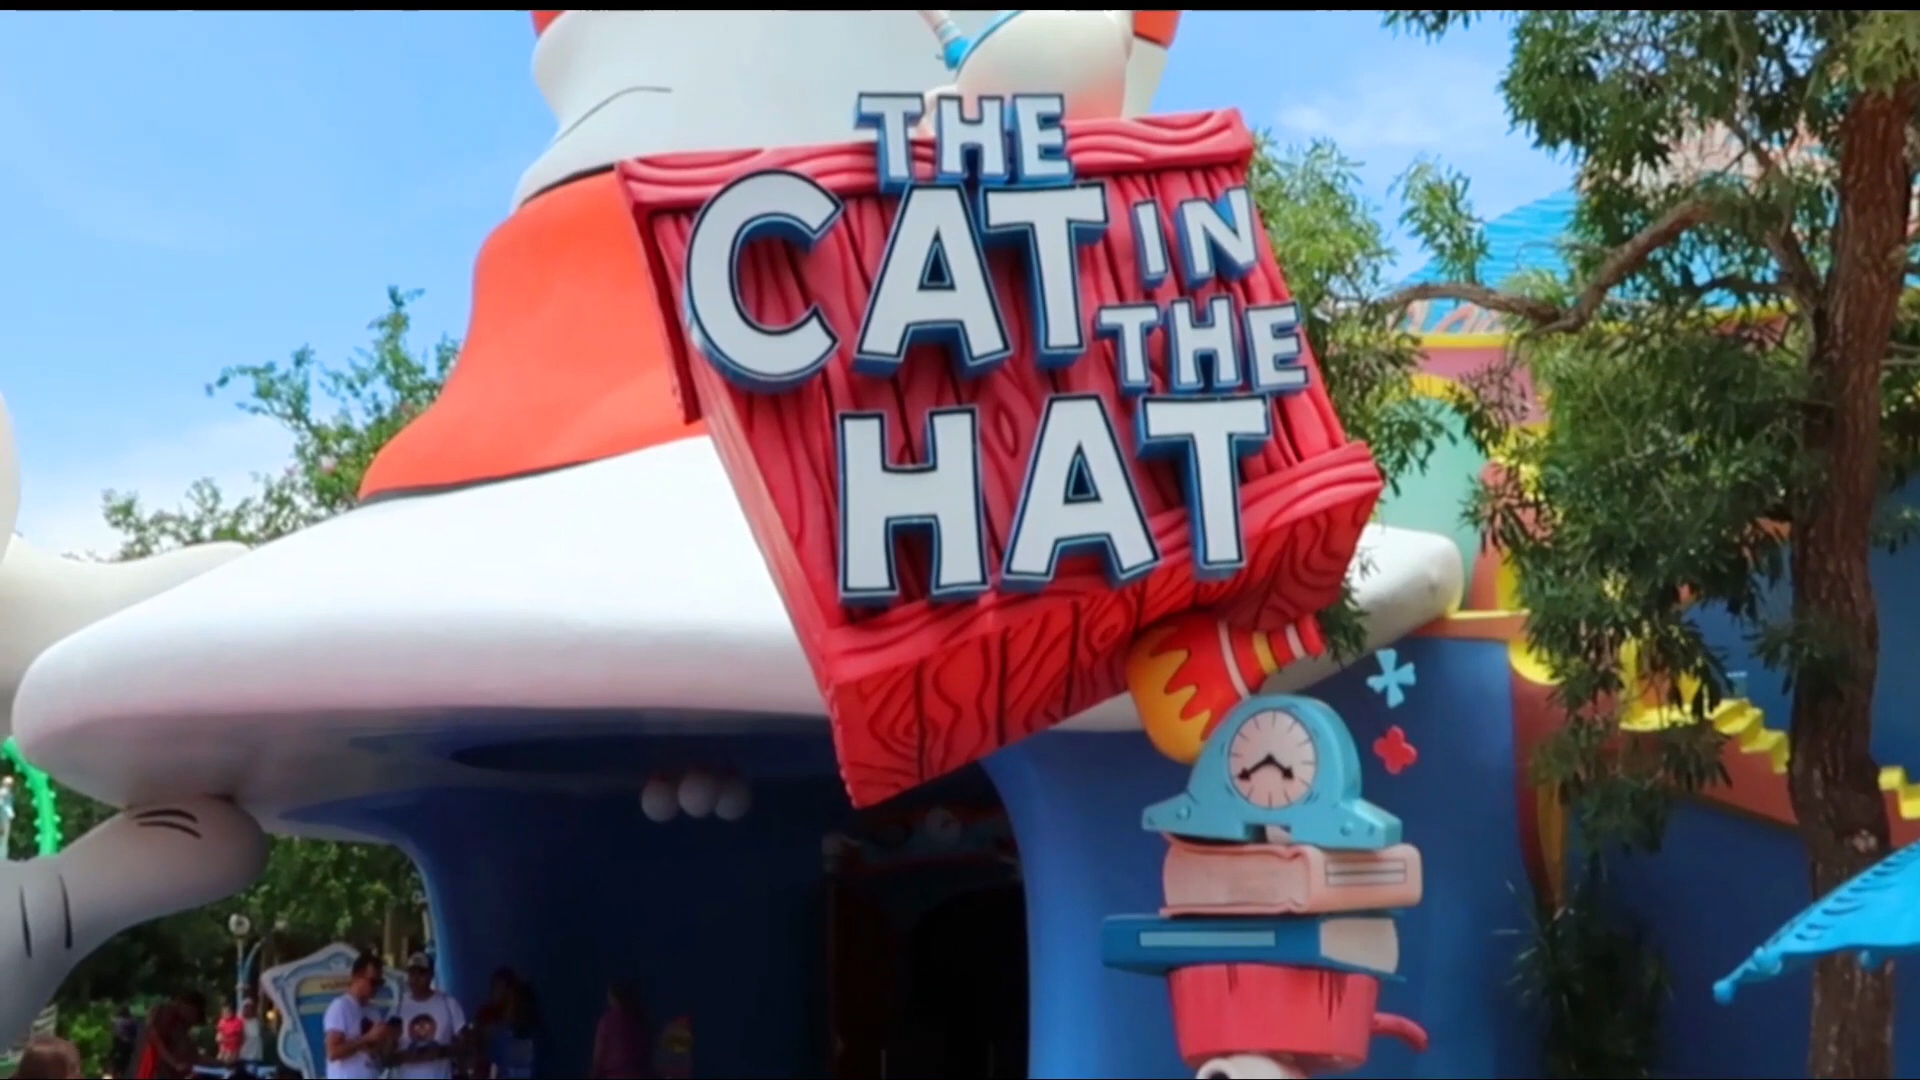 THE
CAT IN
THE
HAT